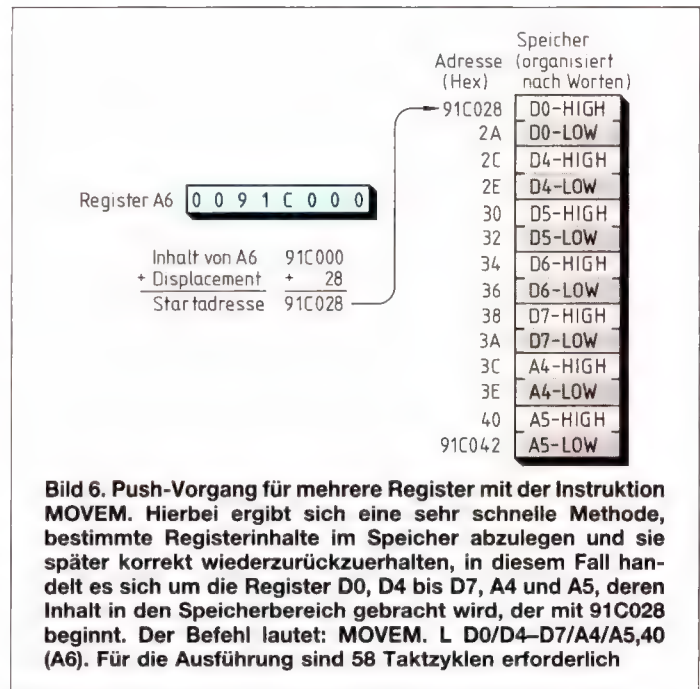 Speicher
Adresse (organisiert
(Hex) nach Worten)
91C028 D0-HIGH
2A D0-LOW
2C D4-HIGH
2E D4-LOW
30 D5-HIGH
32 D5-LOW
34 D6-HIGH
36 D6-LOW
38 D7-HIGH
3A D7-LOW
3C A4-HIGH
3E A4-LOW
40 A5-HIGH
91C042 A5-LOW
Register A6 0 0 9 1 C 0 0 0
Inhalt von A6 91C000
+ Displacement + 28
Startadresse 91C028
Bild 6. Push-Vorgang für mehrere Register mit der Instruktion
MOVEM. Hierbei ergibt sich eine sehr schnelle Methode,
bestimmte Registerinhalte im Speicher abzulegen und sie
später korrekt wiederzurückzuerhalten, in diesem Fall han-
delt es sich um die Register D0, D4 bis D7, A4 und A5, deren
Inhalt in den Speicherbereich gebracht wird, der mit 91C028
beginnt. Der Befehl lautet: MOVEM. L D0/D4–D7/A4/A5,40
(A6). Für die Ausführung sind 58 Taktzyklen erforderlich